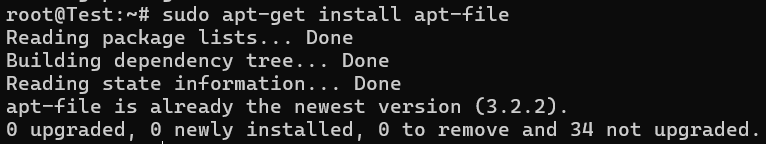 root@Test:~# sudo apt-get install apt-file
Reading package lists... Done
Building dependency tree... Done
Reading state information... Done
apt-file is already the newest version (3.2.2).
0 upgraded, 0 newly installed, 0 to remove and 34 not upgraded.